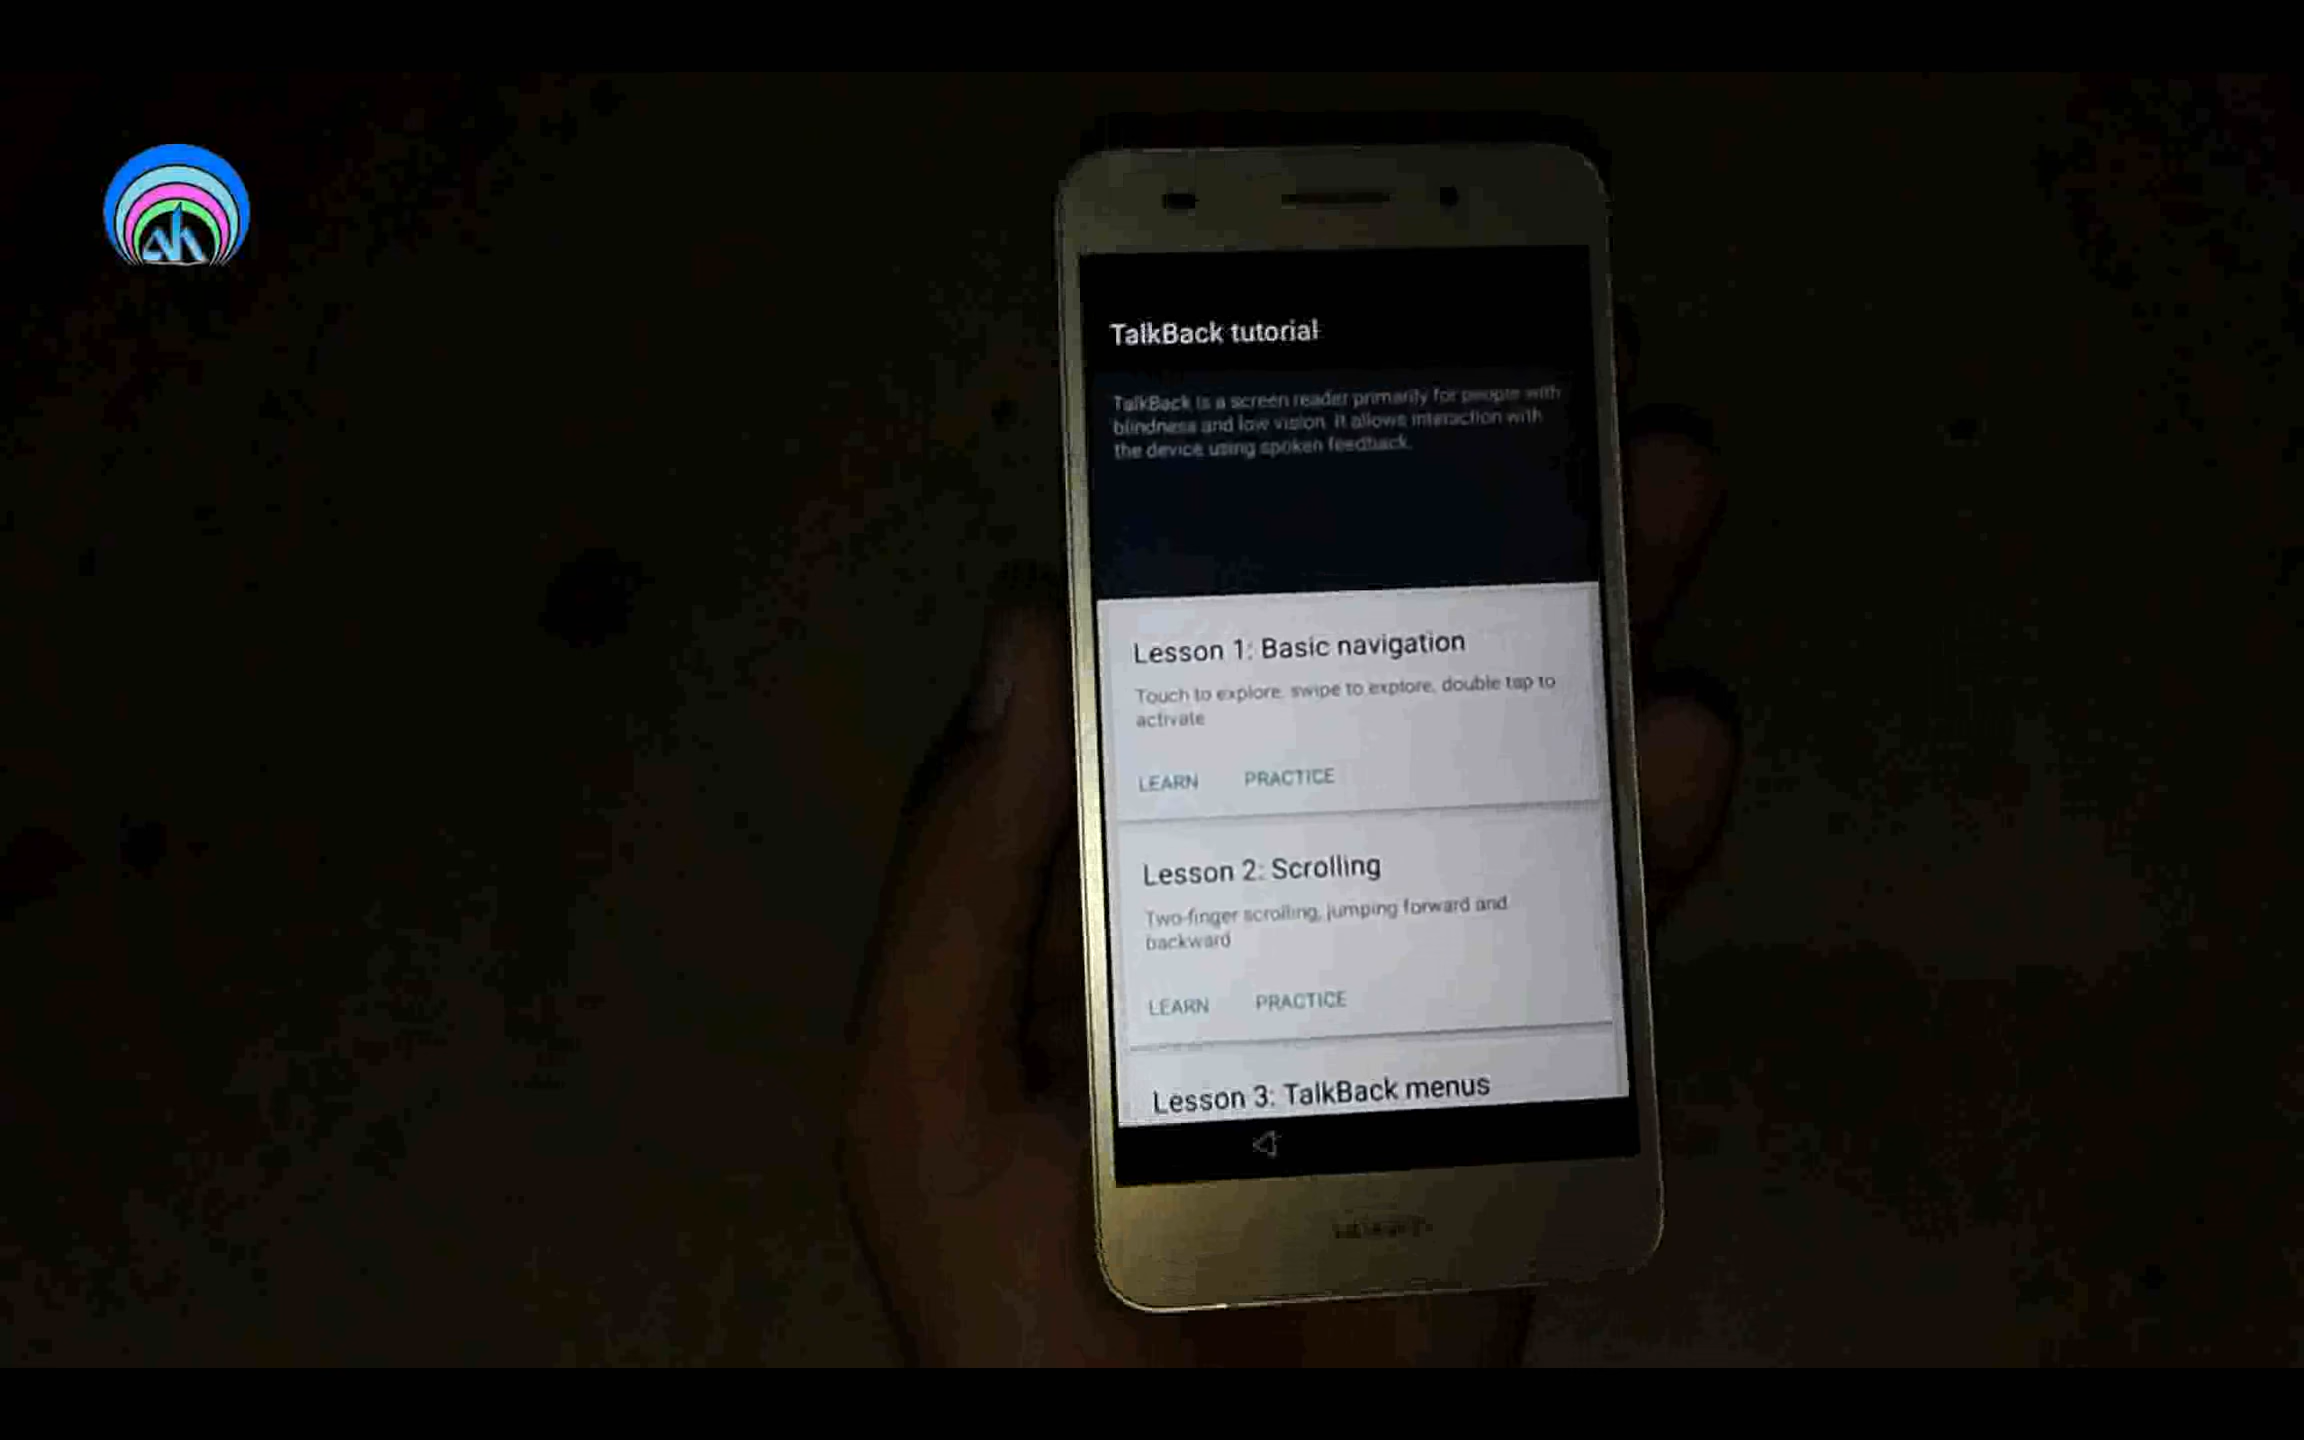 TalkBack tutorial
TalkBack is a screen reader primarily for people with
blindness and low vision. It allows interaction with
the device using spoken feedback.
Lesson 1: Basic navigation
Touch to explore, swipe to explore, double tap to
activate
LEARN PRACTICE
Lesson 2: Scrolling
Two-finger scrolling, jumping forward and
backward
LEARN PRACTICE
Lesson 3: TalkBack menus